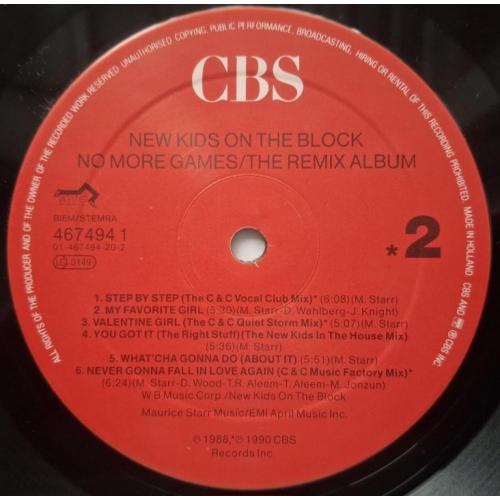 ALL RIGHTS OF THE PRODUCER AND OF THE OWNER OF THE RECORDED WORK RESERVED. UNAUTHORISED COPYING, PUBLIC PERFORMANCE, BROADCASTING, HIRING OR RENTAL OF THIS RECORDING PROHIBITED. MADE IN HOLLAND CBS AND ARE ® CBS INC.
CBS
NEW KIDS ON THE BLOCK
NO MORE GAMES/THE REMIX ALBUM
BIEM/STEMRA
467494 1
01-467494-20-2
LC 0149
*2
1. STEP BY STEP (The C & C Vocal Club Mix)* (6:08)(M. Starr)
2. MY FAVORITE GIRL (5:30)(M. Starr-D. Wahlberg-J. Knight)
3. VALENTINE GIRL (The C & C Quiet Storm Mix)* (5:07)(M. Starr)
4. YOU GOT IT (The Right Stuff)(The New Kids In The House Mix)
(5:36)(M. Starr)
5. WHAT'CHA GONNA DO (ABOUT IT) (5:51)(M. Starr)
6. NEVER GONNA FALL IN LOVE AGAIN (C & C Music Factory Mix)*
(6:24)(M. Starr-D. Wood-T.R. Aleem-T. Aleem-M. Jonzun)
W B Music Corp./New Kids On The Block
Maurice Starr Music/EMI April Music Inc.
℗ 1988,*℗ 1990 CBS
Records Inc.